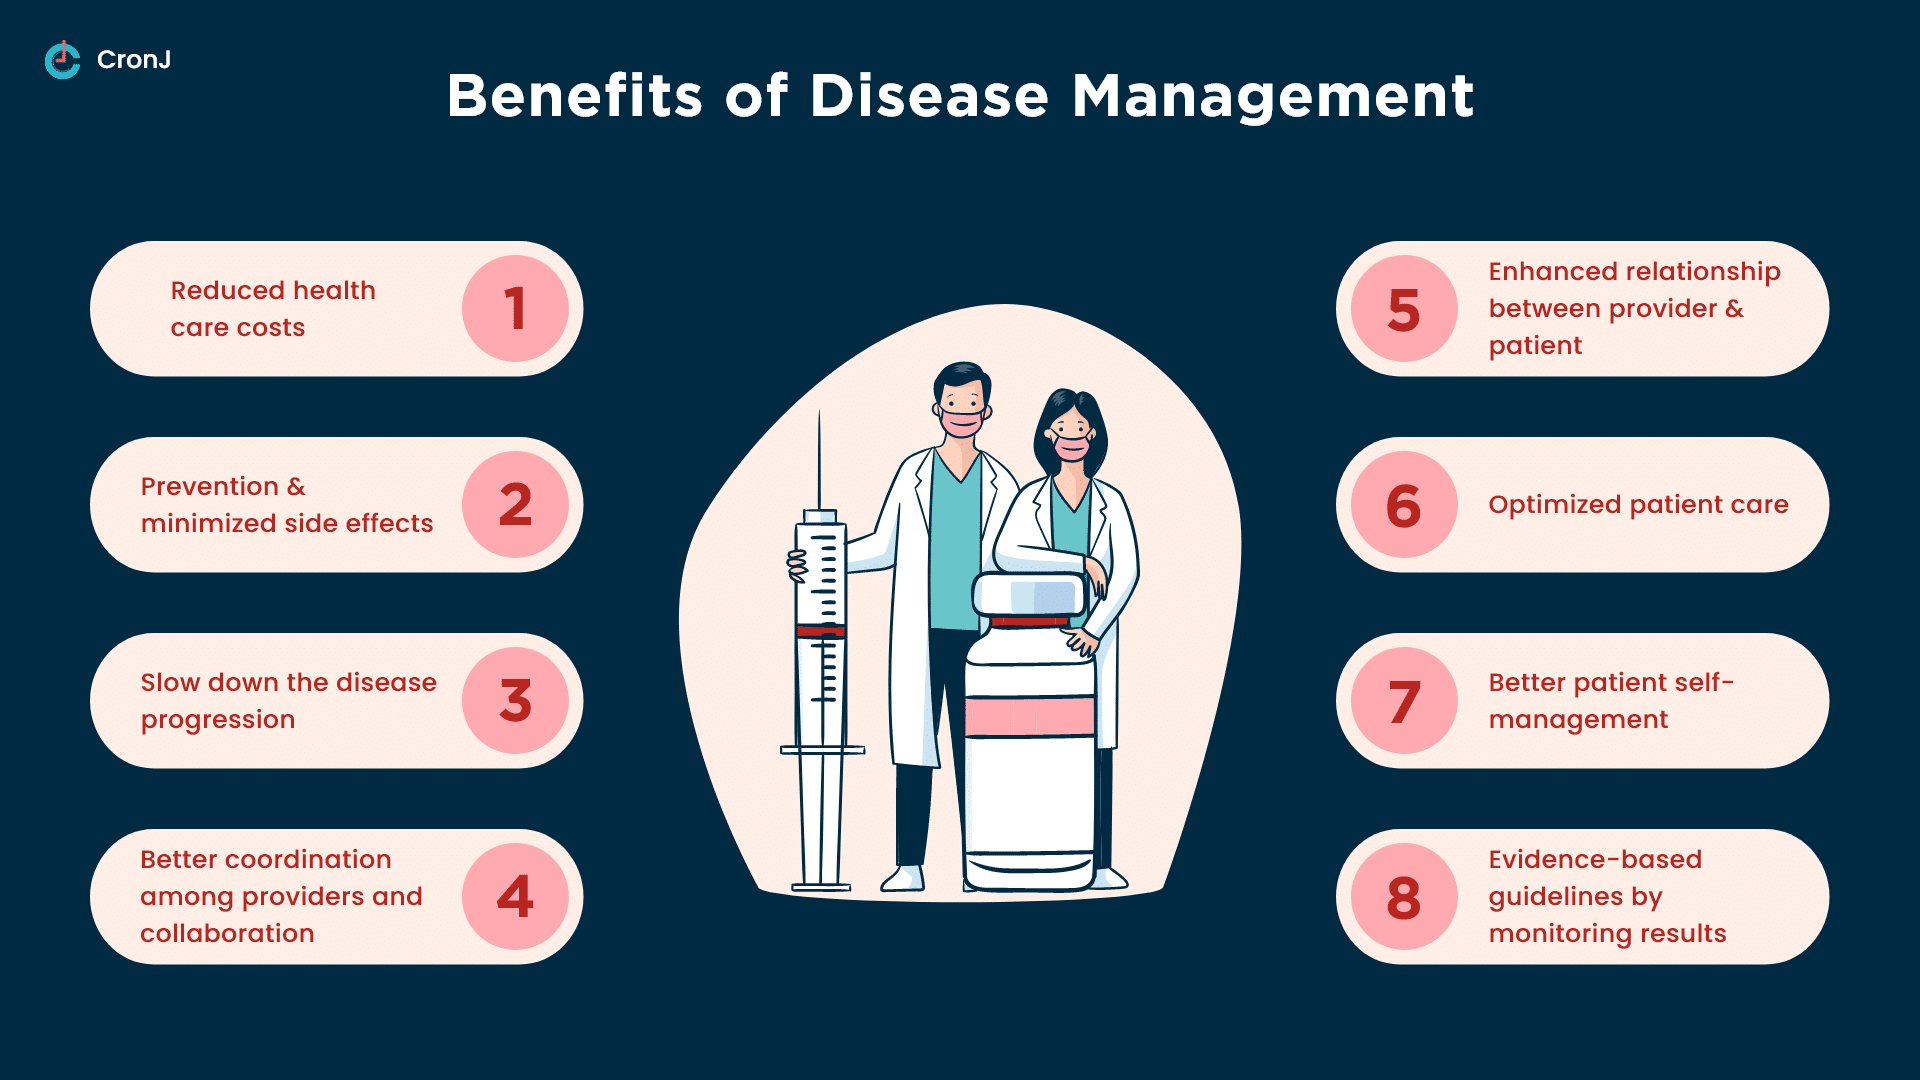 CronJ
Benefits of Disease Management
Reduced health
care costs
1
Prevention &
minimized side effects
2
Slow down the disease
progression
3
Better coordination
among providers and
collaboration
4
5
Enhanced relationship
between provider &
patient
6
Optimized patient care
7
Better patient self-
management
8
Evidence-based
guidelines by
monitoring results